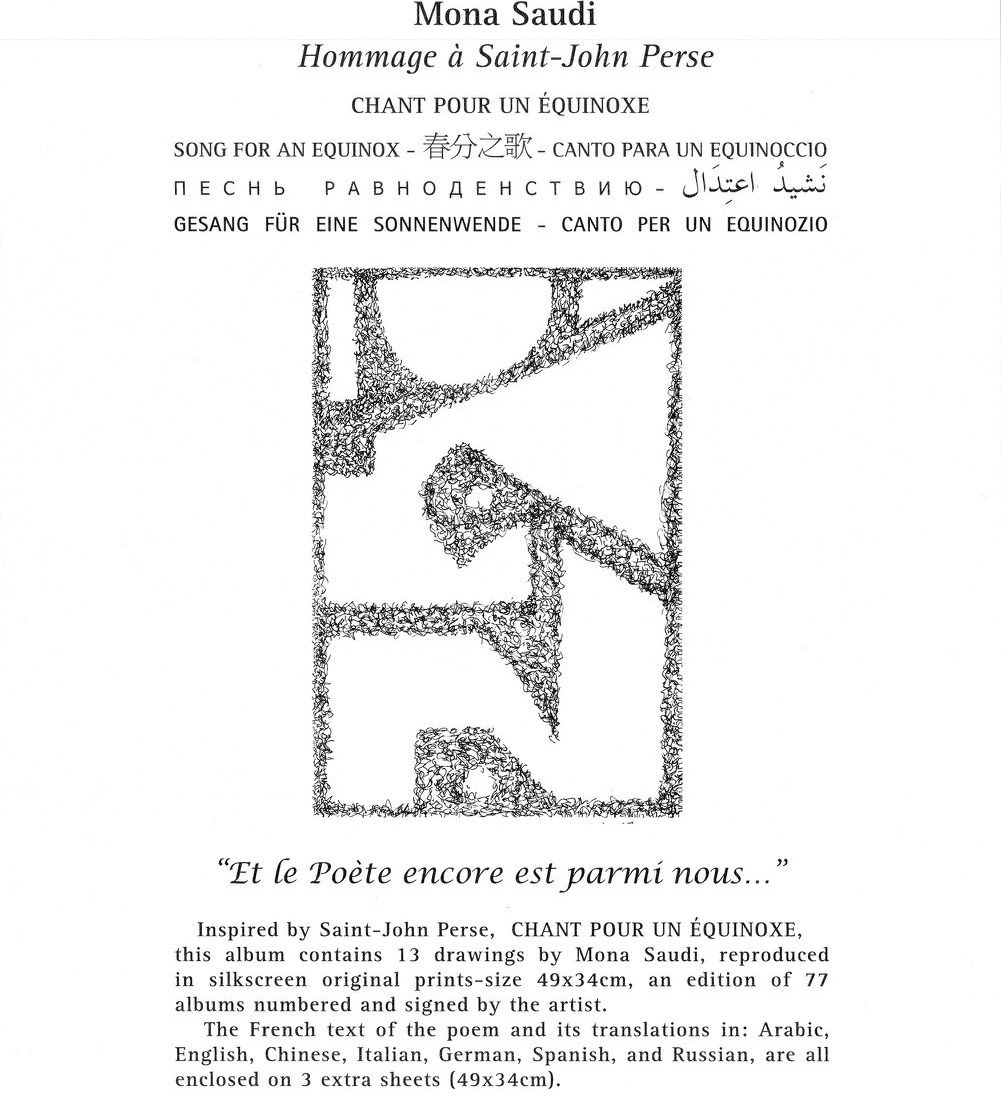 Mona Saudi
Hommage à Saint-John Perse
CHANT POUR UN ÉQUINOXE
SONG FOR AN EQUINOX - 春分之歌 - CANTO PARA UN EQUINOCCIO
ПЕСНЬ РАВНОДЕНСТВИЮ - نَشيدُ اعتِدَال
GESANG FÜR EINE SONNENWENDE - CANTO PER UN EQUINOZIO
“Et le Poète encore est parmi nous...”
Inspired by Saint-John Perse, CHANT POUR UN ÉQUINOXE,
this album contains 13 drawings by Mona Saudi, reproduced
in silkscreen original prints-size 49x34cm, an edition of 77
albums numbered and signed by the artist.
The French text of the poem and its translations in: Arabic,
English, Chinese, Italian, German, Spanish, and Russian, are all
enclosed on 3 extra sheets (49x34cm).